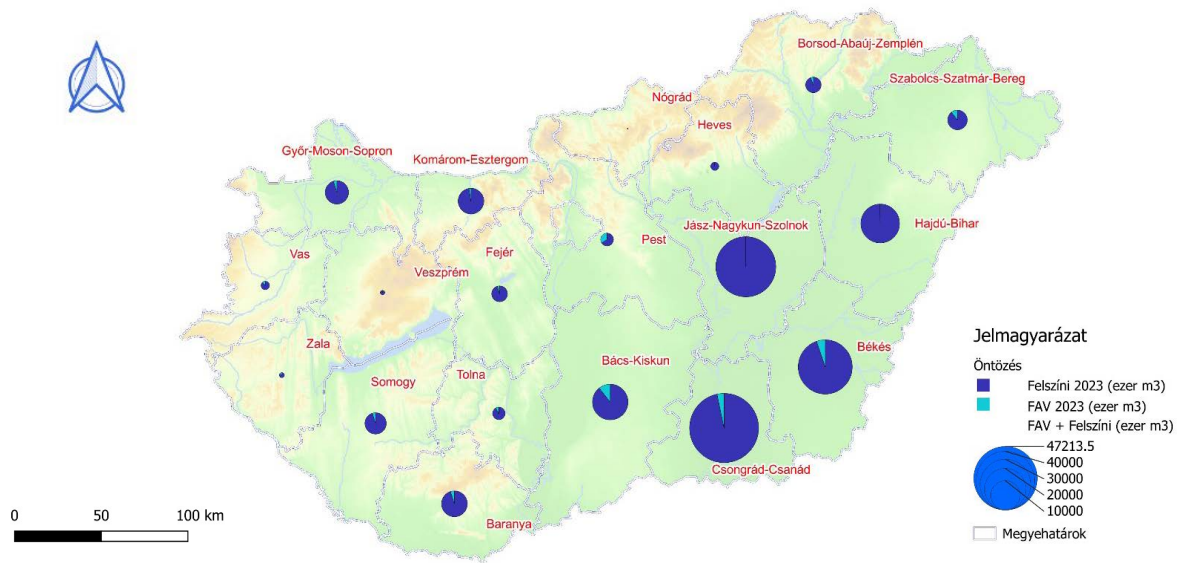 Borsod-Abaúj-Zemplén
Szabolcs-Szatmár-Bereg
Nógrád
Heves
Győr-Moson-Sopron
Komárom-Esztergom
Jász-Nagykun-Szolnok
Hajdú-Bihar
Pest
Fejér
Vas
Veszprém
Zala
Somogy
Tolna
Bács-Kiskun
Békés
Csongrád-Csanád
Baranya
0 50 100 km
Jelmagyarázat
Öntözés
Felszíni 2023 (ezer m3)
FAV 2023 (ezer m3)
FAV + Felszíni (ezer m3)
47213.5
40000
30000
20000
10000
Megyehatárok